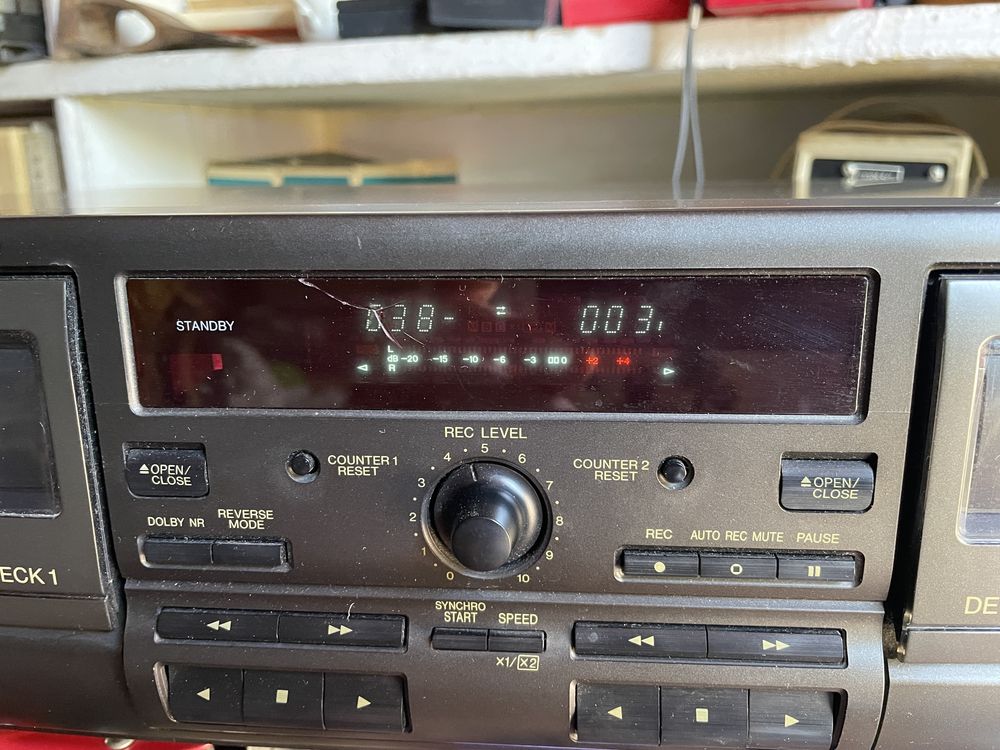 STANDBY
038-
003
L
dB -20 -15 -10 -6 -3 0 +2 +4
R
REC LEVEL
0 1 2 3 4 5 6 7 8 9 10
OPEN/
CLOSE
COUNTER 1
RESET
COUNTER 2
RESET
OPEN/
CLOSE
DOLBY NR
REVERSE
MODE
REC AUTO REC MUTE PAUSE
ECK 1
DE
SYNCHRO
START
SPEED
X1/X2